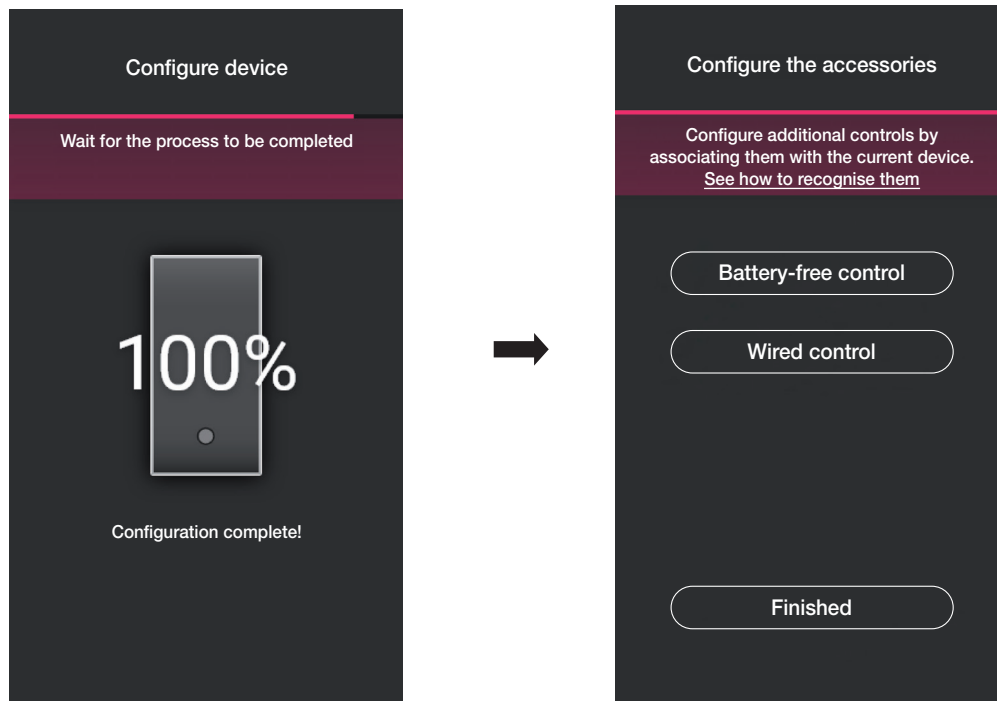 Configure device
Wait for the process to be completed
100%
Configuration complete!
Configure the accessories
Configure additional controls by
associating them with the current device.
See how to recognise them
Battery-free control
Wired control
Finished